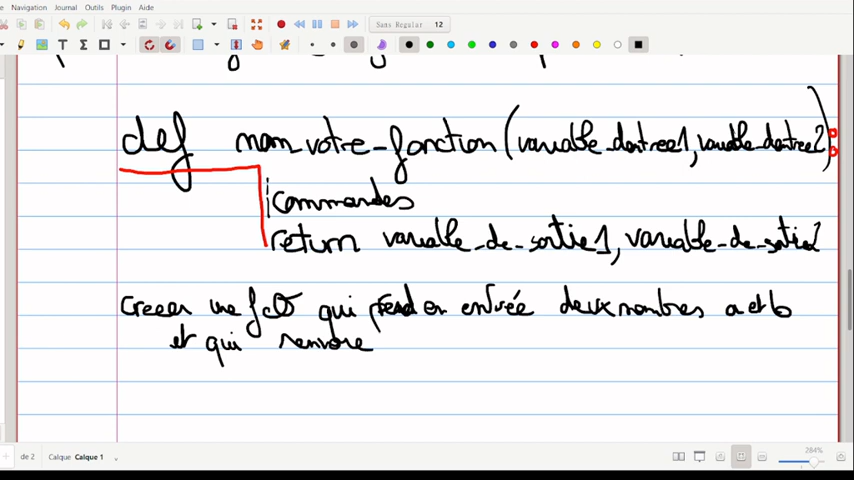 Navigation Journal Outils Plugin Aide
Sans Regular 12
def nom_votre_fonction(variable_dentree1, variable_dentree2):
commandes
return variable_de_sortie1, variable_de_sortie2
creeer une fct qui prend en entrée deux nombres a et b
et qui renvoie
de 2 Calque Calque 1 284%